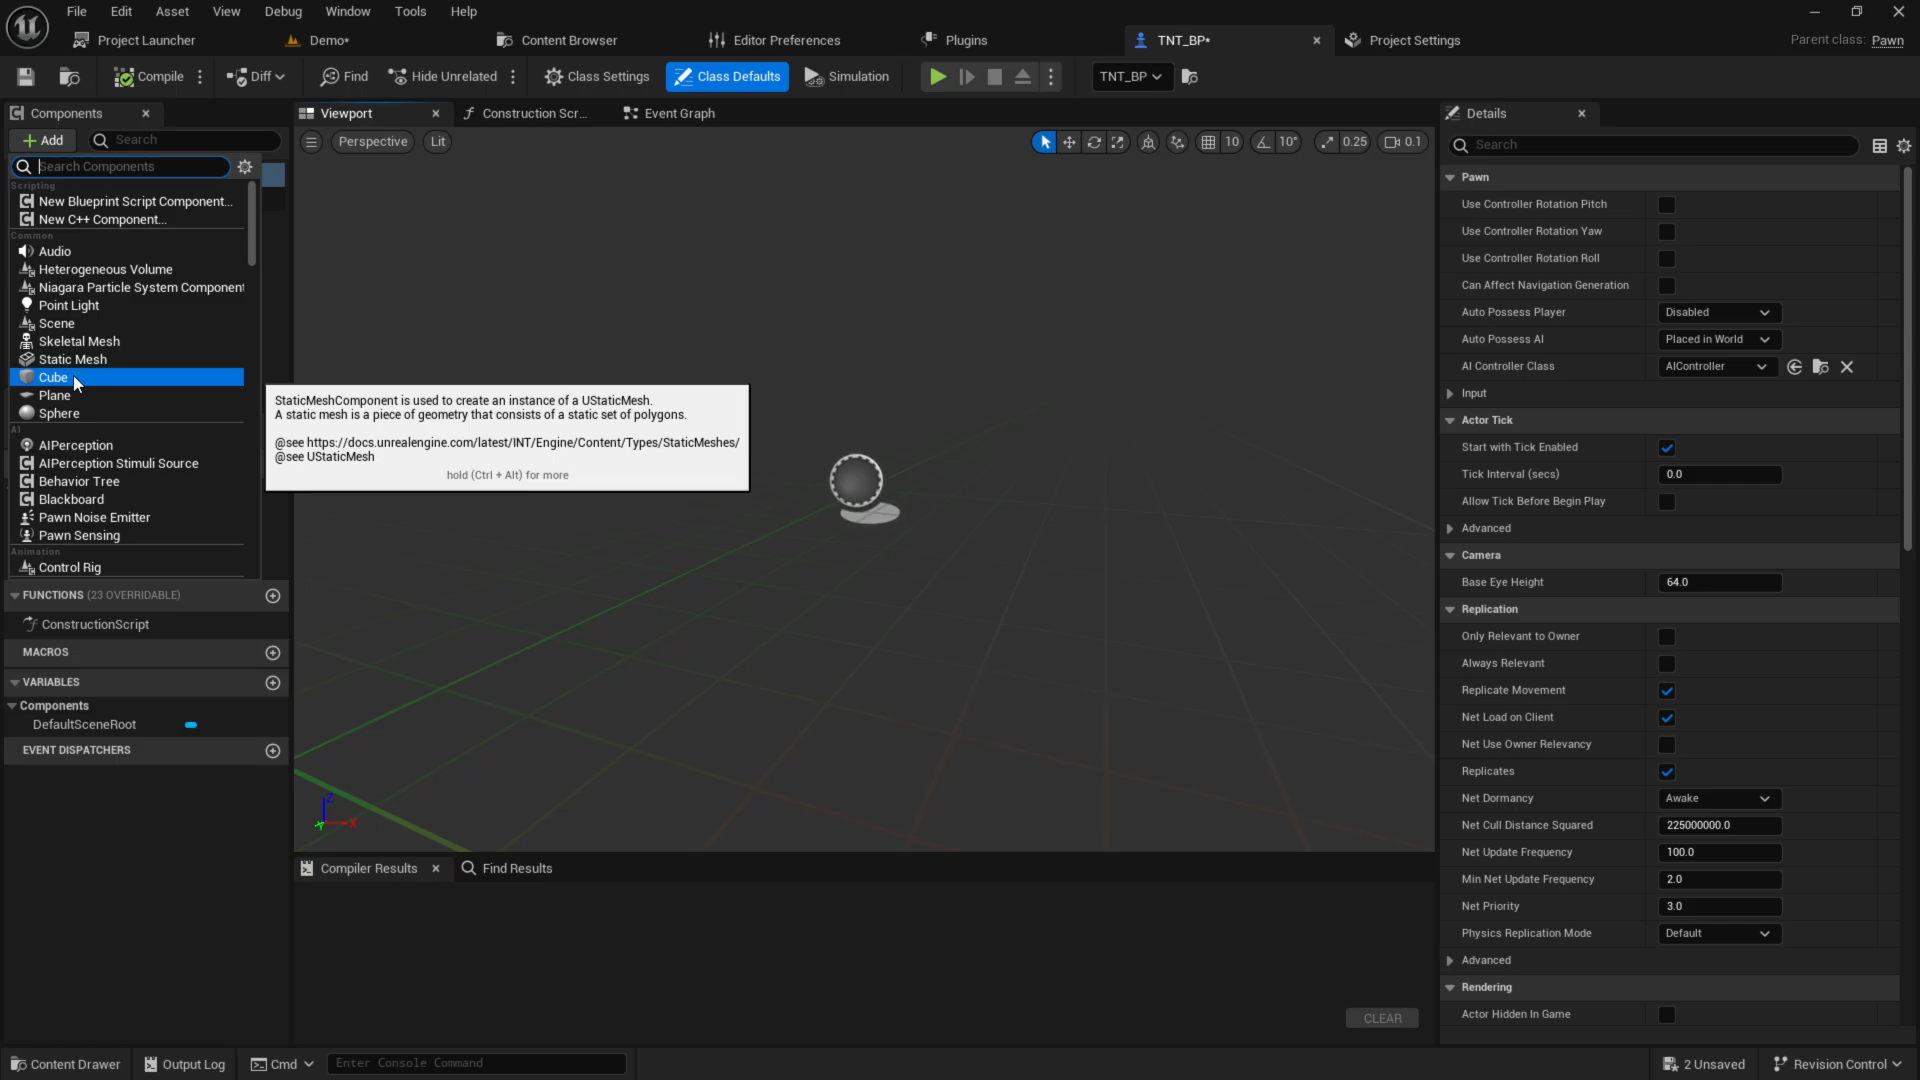 File Edit Asset View Debug Window Tools Help
Project Launcher Demo* Content Browser Editor Preferences Plugins TNT_BP* Project Settings Parent class: Pawn
Compile Diff Find Hide Unrelated Class Settings Class Defaults Simulation TNT_BP
Components Viewport Construction Scr... Event Graph Details
Add Search Perspective Lit 10 10° 0.25 0.1 Search
Search Components
Scripting
New Blueprint Script Component...
New C++ Component...
Common
Audio
Heterogeneous Volume
Niagara Particle System Component
Point Light
Scene
Skeletal Mesh
Static Mesh
Cube
Plane
Sphere
AI
AIPerception
AIPerception Stimuli Source
Behavior Tree
Blackboard
Pawn Noise Emitter
Pawn Sensing
Animation
Control Rig
StaticMeshComponent is used to create an instance of a UStaticMesh.
A static mesh is a piece of geometry that consists of a static set of polygons.
@see https://docs.unrealengine.com/latest/INT/Engine/Content/Types/StaticMeshes/
@see UStaticMesh
hold (Ctrl + Alt) for more
FUNCTIONS (23 OVERRIDABLE)
ConstructionScript
MACROS
VARIABLES
Components
DefaultSceneRoot
EVENT DISPATCHERS
Z
X
Y
Compiler Results Find Results
CLEAR
Pawn
Use Controller Rotation Pitch
Use Controller Rotation Yaw
Use Controller Rotation Roll
Can Affect Navigation Generation
Auto Possess Player Disabled
Auto Possess AI Placed in World
AI Controller Class AIController
Input
Actor Tick
Start with Tick Enabled
Tick Interval (secs) 0.0
Allow Tick Before Begin Play
Advanced
Camera
Base Eye Height 64.0
Replication
Only Relevant to Owner
Always Relevant
Replicate Movement
Net Load on Client
Net Use Owner Relevancy
Replicates
Net Dormancy Awake
Net Cull Distance Squared 225000000.0
Net Update Frequency 100.0
Min Net Update Frequency 2.0
Net Priority 3.0
Physics Replication Mode Default
Advanced
Rendering
Actor Hidden In Game
Content Drawer Output Log Cmd Enter Console Command 2 Unsaved Revision Control